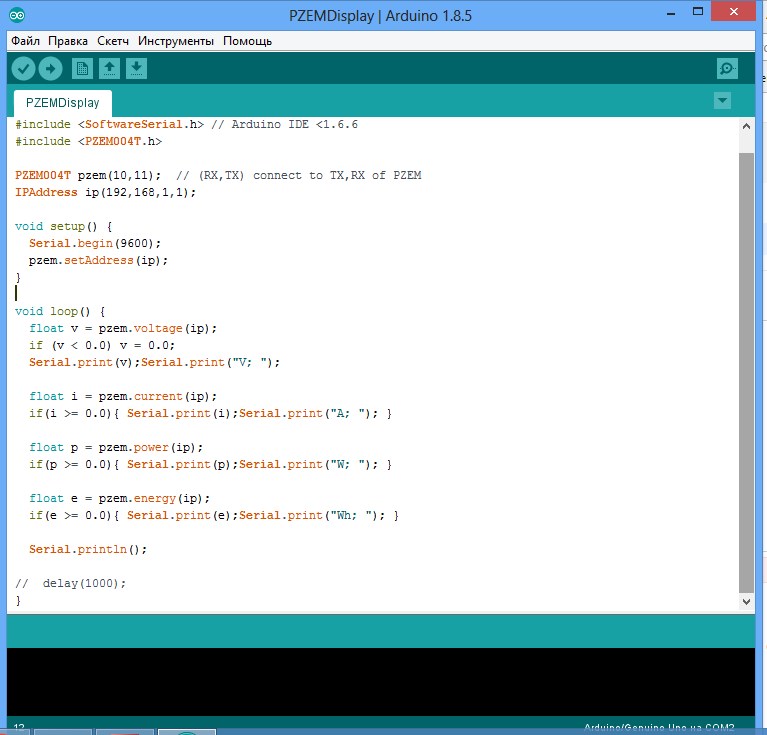 PZEMDisplay | Arduino 1.8.5
Файл Правка Скетч Инструменты Помощь
PZEMDisplay
#include <SoftwareSerial.h> // Arduino IDE <1.6.6
#include <PZEM004T.h>
PZEM004T pzem(10,11);  // (RX,TX) connect to TX,RX of PZEM
IPAddress ip(192,168,1,1);
void setup() {
  Serial.begin(9600);
  pzem.setAddress(ip);
}
void loop() {
  float v = pzem.voltage(ip);
  if (v < 0.0) v = 0.0;
  Serial.print(v);Serial.print("V; ");
  float i = pzem.current(ip);
  if(i >= 0.0){ Serial.print(i);Serial.print("A; "); }
  float p = pzem.power(ip);
  if(p >= 0.0){ Serial.print(p);Serial.print("W; "); }
  float e = pzem.energy(ip);
  if(e >= 0.0){ Serial.print(e);Serial.print("Wh; "); }
  Serial.println();
//  delay(1000);
}
12
Arduino/Genuino Uno на COM2